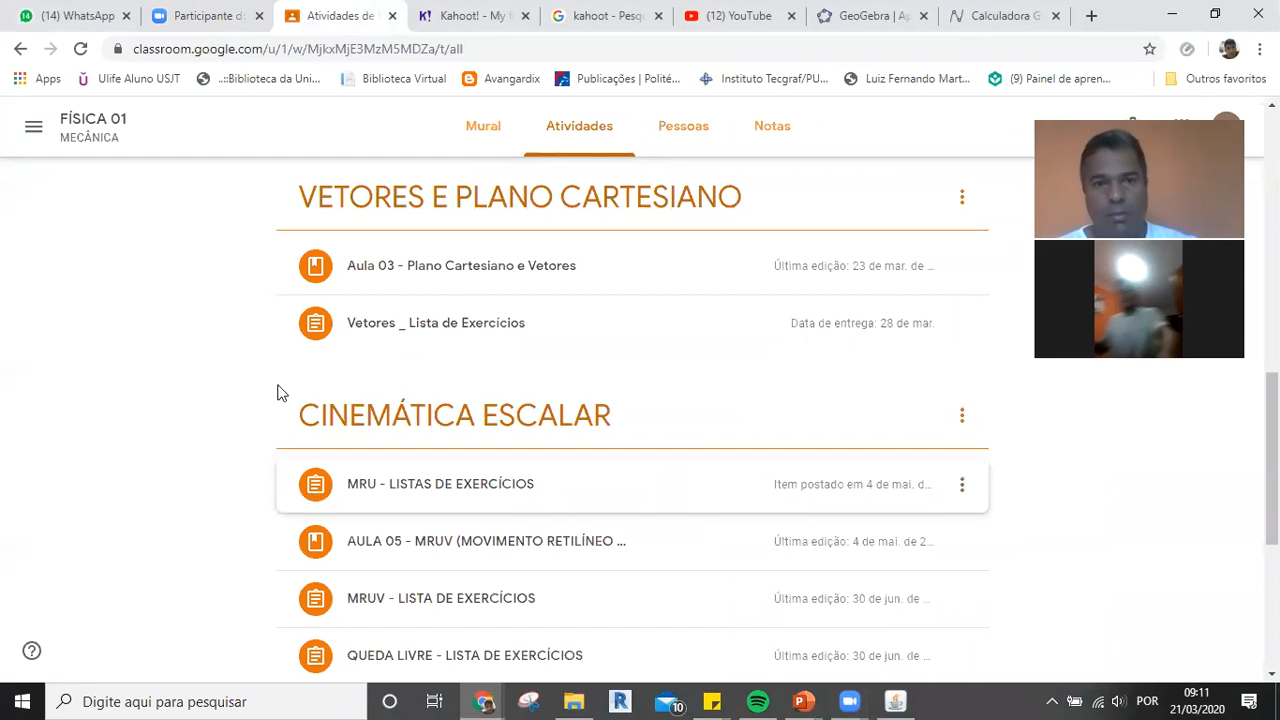 (14) WhatsApp
Participante d
Atividades de
Kahoot! - My
kahoot - Pesq
(12) YouTube
GeoGebra | Ap
Calculadora G
classroom.google.com/u/1/w/MjkxMjE3MzM5MDZa/t/all
Apps
Ulife Aluno USJT
..::Biblioteca da Uni...
Biblioteca Virtual
Avangardix
Publicações | Polité...
Instituto Tecgraf/PU...
Luiz Fernando Mart...
(9) Painel de apren...
Outros favoritos
FÍSICA 01
MECÂNICA
Mural
Atividades
Pessoas
Notas
VETORES E PLANO CARTESIANO
Aula 03 - Plano Cartesiano e Vetores
Última edição: 23 de mar. de ...
Vetores _ Lista de Exercícios
Data de entrega: 28 de mar.
CINEMÁTICA ESCALAR
MRU - LISTAS DE EXERCÍCIOS
Item postado em 4 de mai. d...
AULA 05 - MRUV (MOVIMENTO RETILÍNEO ...
Última edição: 4 de mai. de 2...
MRUV - LISTA DE EXERCÍCIOS
Última edição: 30 de jun. de ...
QUEDA LIVRE - LISTA DE EXERCÍCIOS
Última edição: 30 de jun. de ...
Digite aqui para pesquisar
10
POR
09:11
21/03/2020